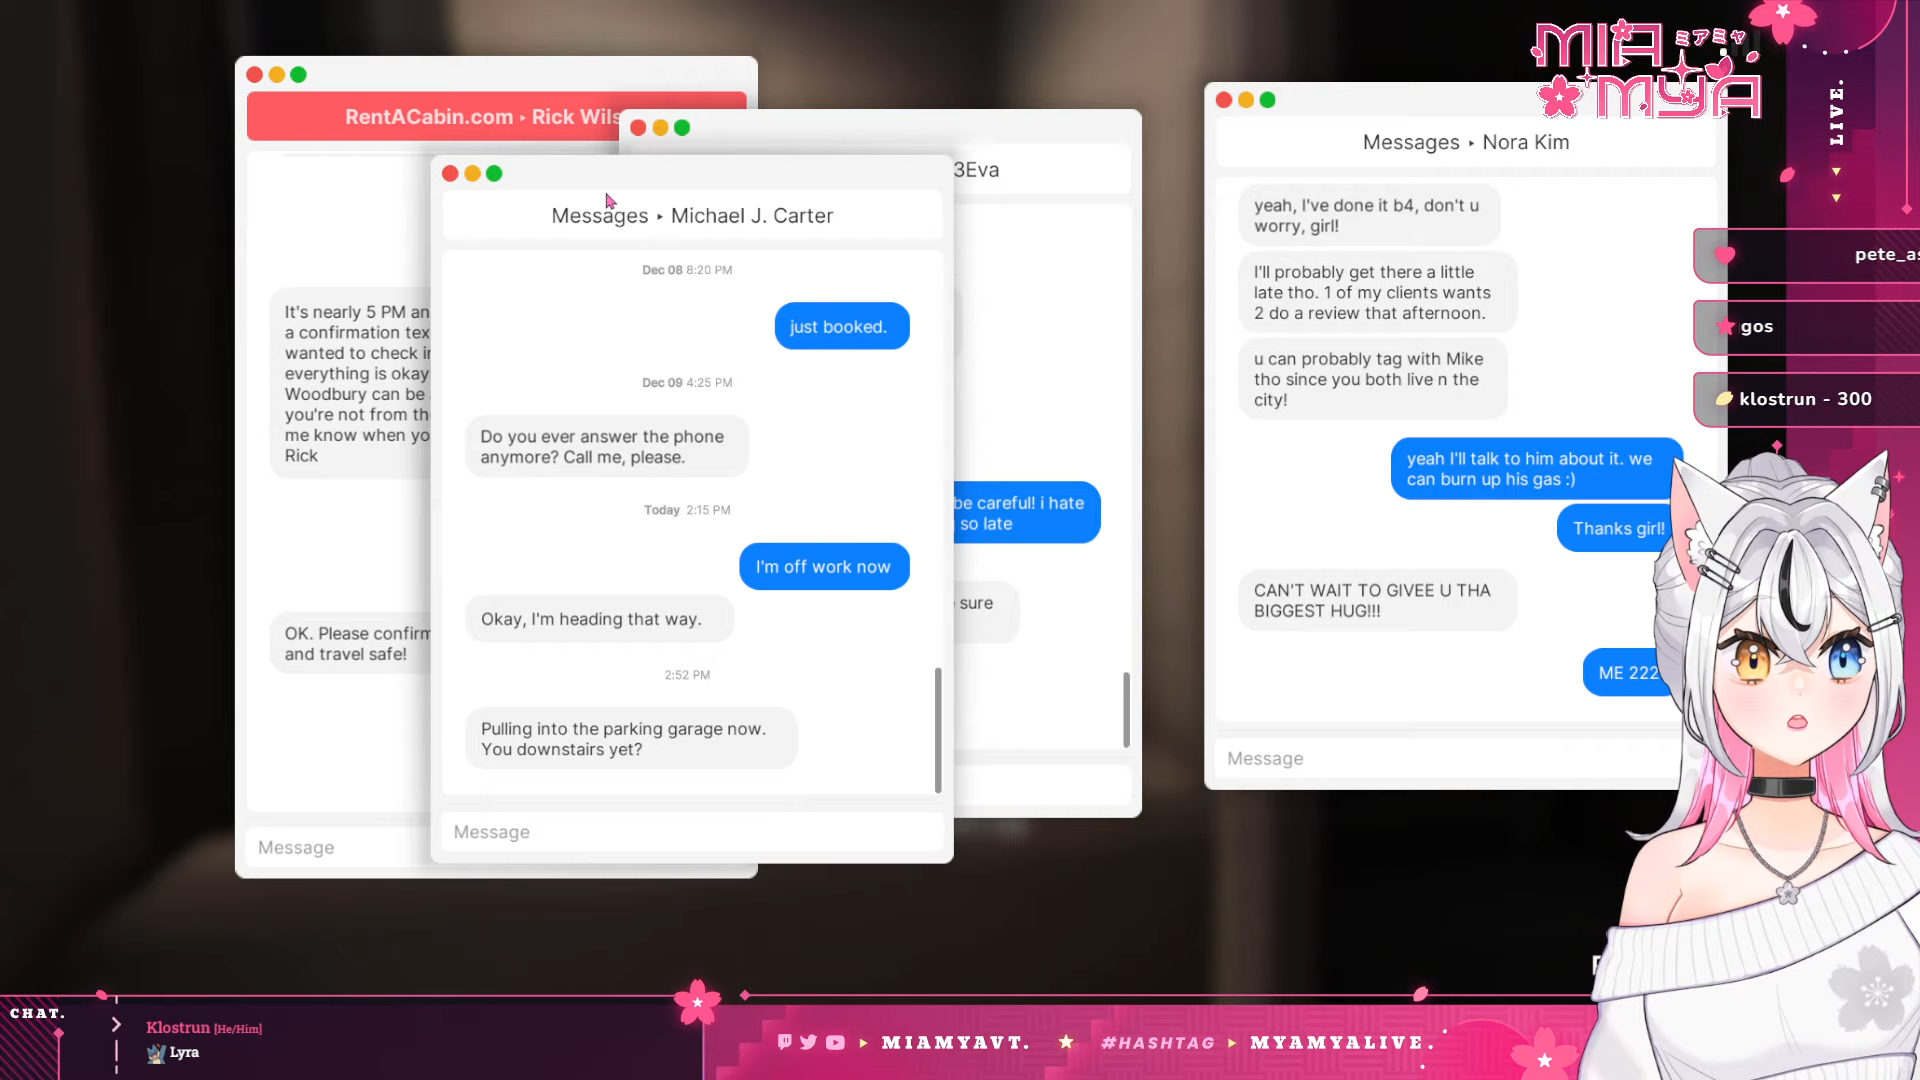 RentACabin.com ‣ Rick Wils
It's nearly 5 PM an
a confirmation tex
wanted to check i
everything is okay
Woodbury can be
you're not from th
me know when yo
Rick
OK. Please confirm
and travel safe!
Message
Messages ‣ Michael J. Carter
Dec 08 8:20 PM
just booked.
Dec 09 4:25 PM
Do you ever answer the phone
anymore? Call me, please.
Today 2:15 PM
I'm off work now
Okay, I'm heading that way.
2:52 PM
Pulling into the parking garage now.
You downstairs yet?
Message
3Eva
be careful! i hate
so late
sure
Messages ‣ Nora Kim
yeah, I've done it b4, don't u
worry, girl!
I'll probably get there a little
late tho. 1 of my clients wants
2 do a review that afternoon.
u can probably tag with Mike
tho since you both live n the
city!
yeah I'll talk to him about it. we
can burn up his gas :)
Thanks girl!
CAN'T WAIT TO GIVEE U THA
BIGGEST HUG!!!
ME 222
Message
MIA ミアミャ
MYA
LIVE.
pete_as
gos
klostrun - 300
CHAT.
Klostrun [He/Him]
Lyra
MIAMYAVT.
#HASHTAG
MYAMYALIVE.